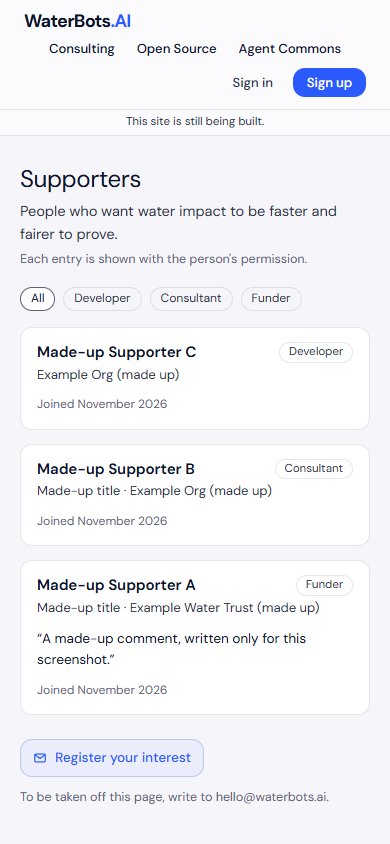 WaterBots.AI
Consulting Open Source Agent Commons
Sign in Sign up
This site is still being built.
Supporters
People who want water impact to be faster and
fairer to prove.
Each entry is shown with the person's permission.
All Developer Consultant Funder
Made-up Supporter C Developer
Example Org (made up)
Joined November 2026
Made-up Supporter B Consultant
Made-up title · Example Org (made up)
Joined November 2026
Made-up Supporter A Funder
Made-up title · Example Water Trust (made up)
“A made-up comment, written only for this
screenshot.”
Joined November 2026
Register your interest
To be taken off this page, write to hello@waterbots.ai.